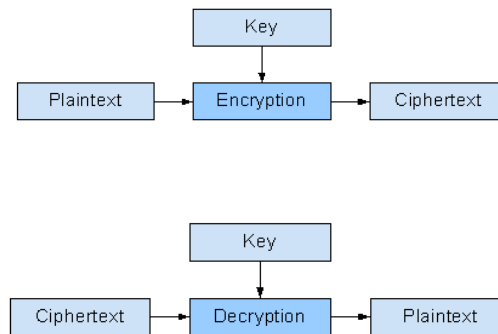 Key
Plaintext
Encryption
Ciphertext
Key
Ciphertext
Decryption
Plaintext